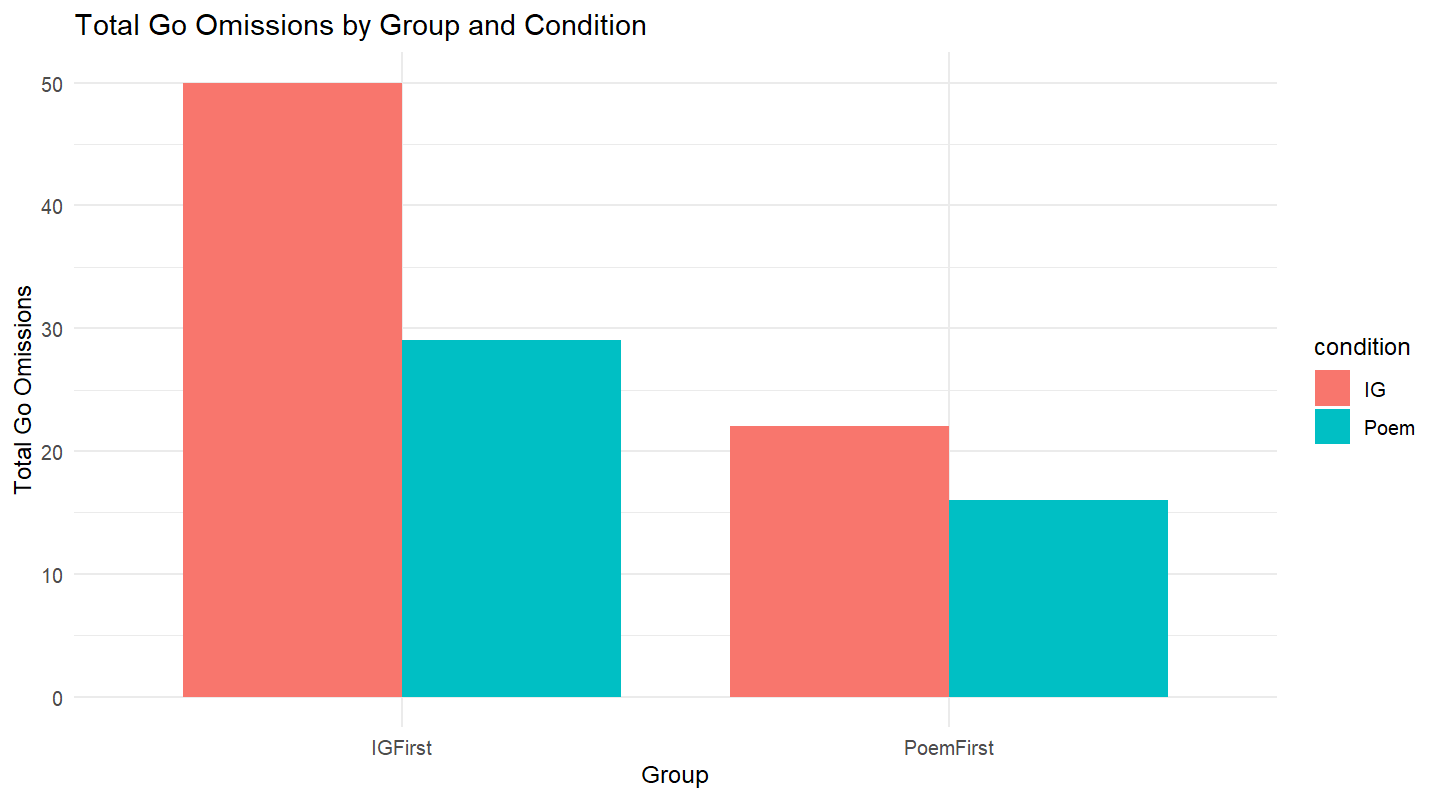 Total Go Omissions by Group and Condition
Total Go Omissions
50
40
30
20
10
0
IGFirst
PoemFirst
Group
condition
IG
Poem